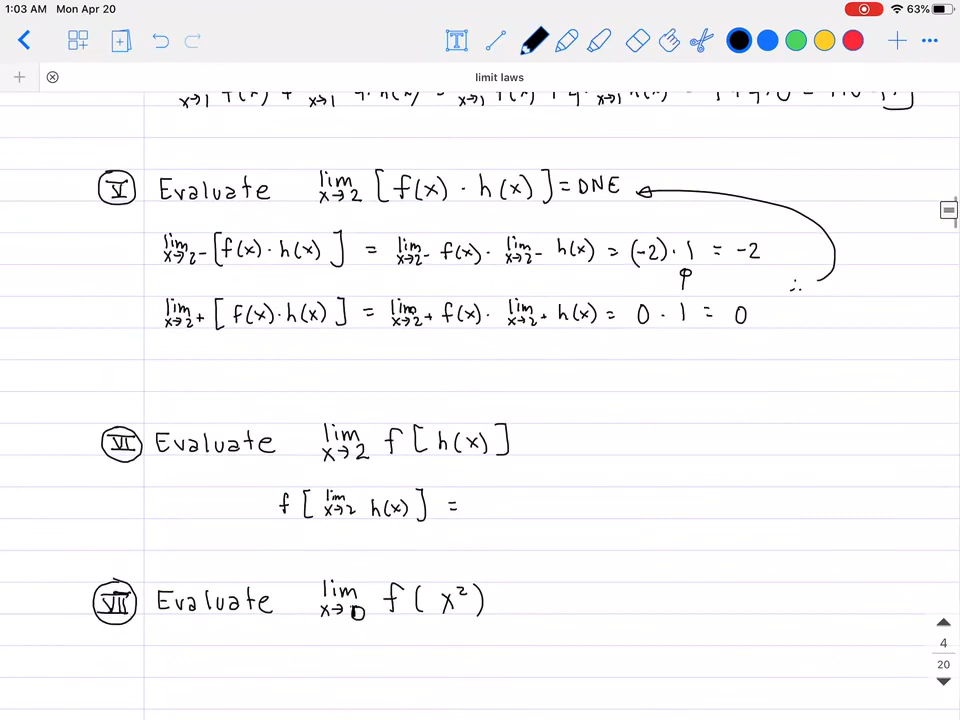 1:03 AM Mon Apr 20
63%
limit laws
V Evaluate lim x→2 [f(x) · h(x)] = DNE
lim x→2- [f(x) · h(x)] = lim x→2- f(x) · lim x→2- h(x) = (-2) · 1 = -2
∴
lim x→2+ [f(x) · h(x)] = lim x→2+ f(x) · lim x→2+ h(x) = 0 · 1 = 0
VI Evaluate lim x→2 f[h(x)]
f[lim x→2 h(x)] =
VII Evaluate lim x→0 f(x²)
4
20